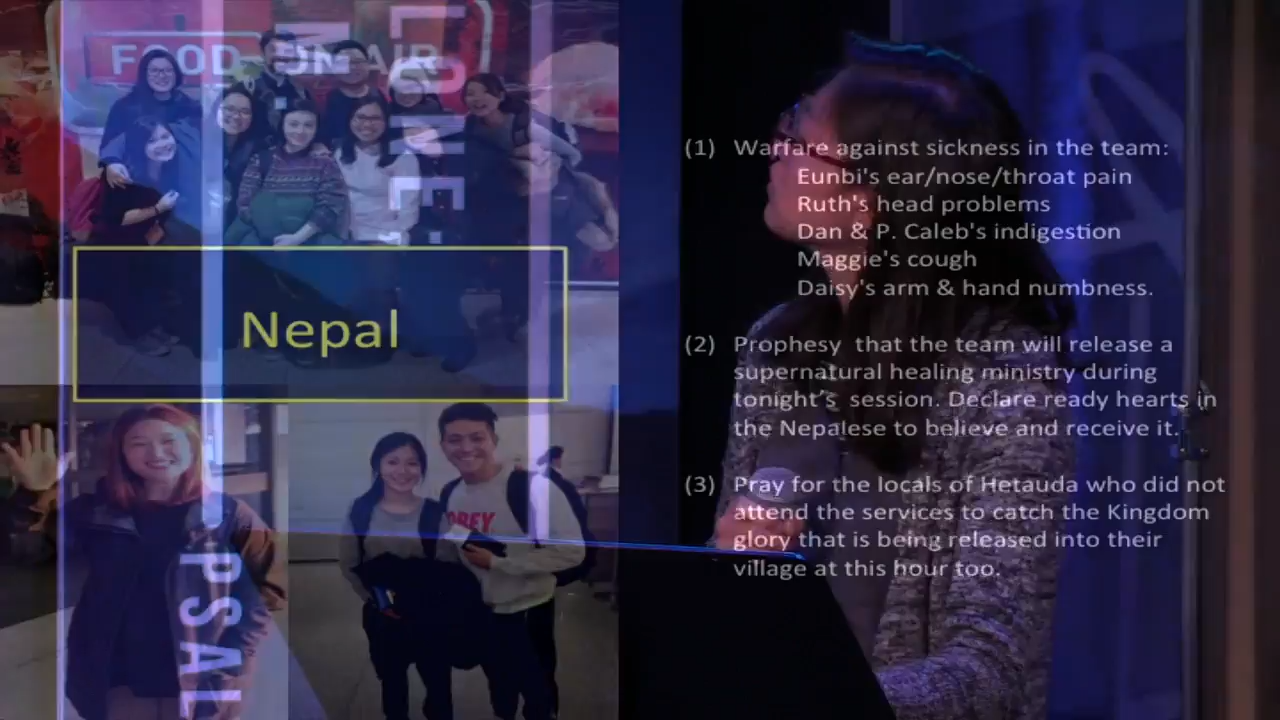 FOOD ON AIR
LONE.
Nepal
OBEY
PSAL
(1) Warfare against sickness in the team:
Eunbi's ear/nose/throat pain
Ruth's head problems
Dan & P. Caleb's indigestion
Maggie's cough
Daisy's arm & hand numbness.
(2) Prophesy that the team will release a
supernatural healing ministry during
tonight's session. Declare ready hearts in
the Nepalese to believe and receive it.
(3) Pray for the locals of Hetauda who did not
attend the services to catch the Kingdom
glory that is being released into their
village at this hour too.